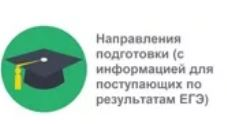 Направления
подготовки (с
информацией для
поступающих по
результатам ЕГЭ)